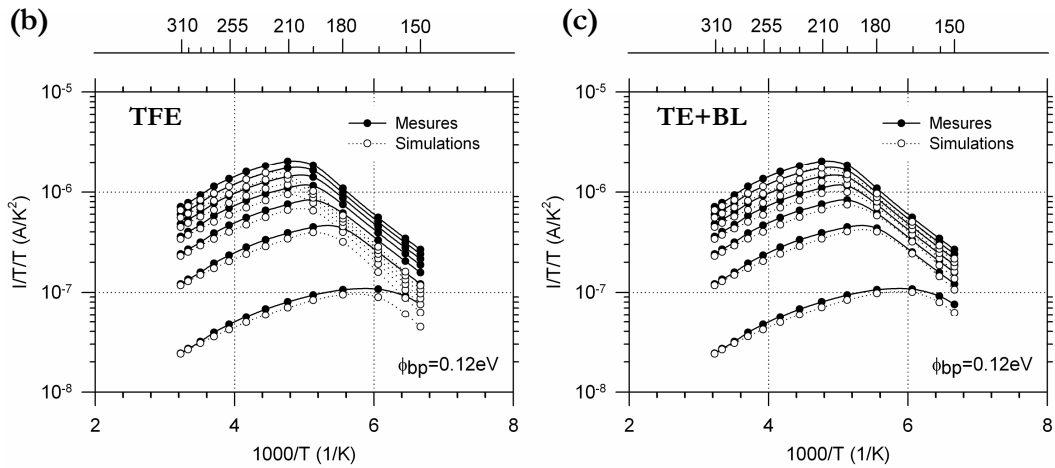 (b)
310 255 210 180 150
10⁻⁵
10⁻⁶
10⁻⁷
10⁻⁸
I/T/T (A/K²)
TFE
Mesures
Simulations
ϕbp=0.12eV
2 4 6 8
1000/T (1/K)
(c)
310 255 210 180 150
10⁻⁵
10⁻⁶
10⁻⁷
10⁻⁸
I/T/T (A/K²)
TE+BL
Mesures
Simulations
ϕbp=0.12eV
2 4 6 8
1000/T (1/K)